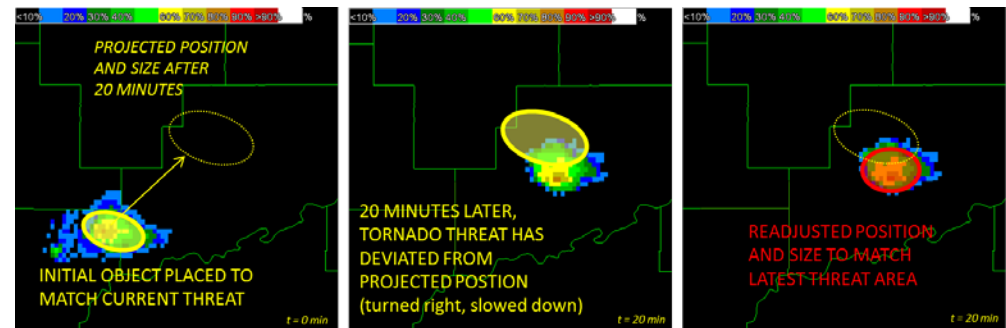 <10% 20% 30% 40% 60% 70% 80% 90% >90% %
PROJECTED POSITION
AND SIZE AFTER
20 MINUTES
INITIAL OBJECT PLACED TO
MATCH CURRENT THREAT
t = 0 min
<10% 20% 30% 40% 60% 70% 80% 90% >90% %
20 MINUTES LATER,
TORNADO THREAT HAS
DEVIATED FROM
PROJECTED POSTION
(turned right, slowed down)
t = 20 min
<10% 20% 30% 40% 60% 70% 80% 90% >90% %
READJUSTED POSITION
AND SIZE TO MATCH
LATEST THREAT AREA
t = 20 min